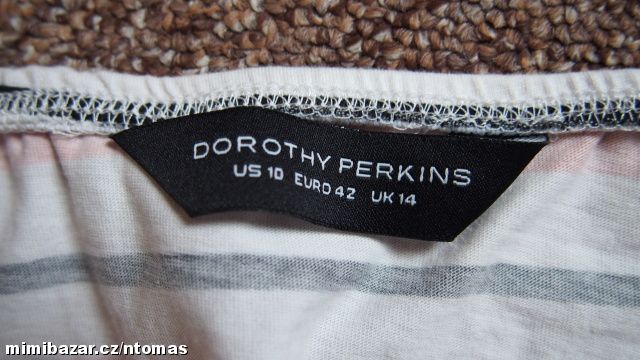 DOROTHY PERKINS
US 10 EURO 42 UK 14
mimibazar.cz/ntomas